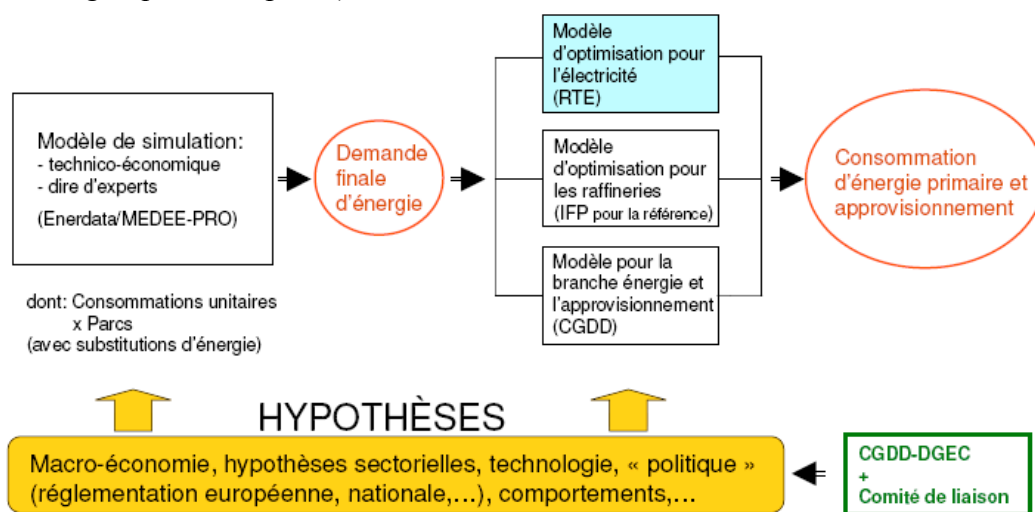 Modèle de simulation:
- technico-économique
- dire d'experts
(Enerdata/MEDEE-PRO)
dont: Consommations unitaires
x Parcs
(avec substitutions d'énergie)
Demande
finale
d'énergie
Modèle
d'optimisation pour
l'électricité
(RTE)
Modèle
d'optimisation pour
les raffineries
(IFP pour la référence)
Modèle pour la
branche énergie et
l'approvisionnement
(CGDD)
Consommation
d'énergie primaire et
approvisionnement
HYPOTHÈSES
Macro-économie, hypothèses sectorielles, technologie, « politique »
(réglementation européenne, nationale,…), comportements,…
CGDD-DGEC
+
Comité de liaison